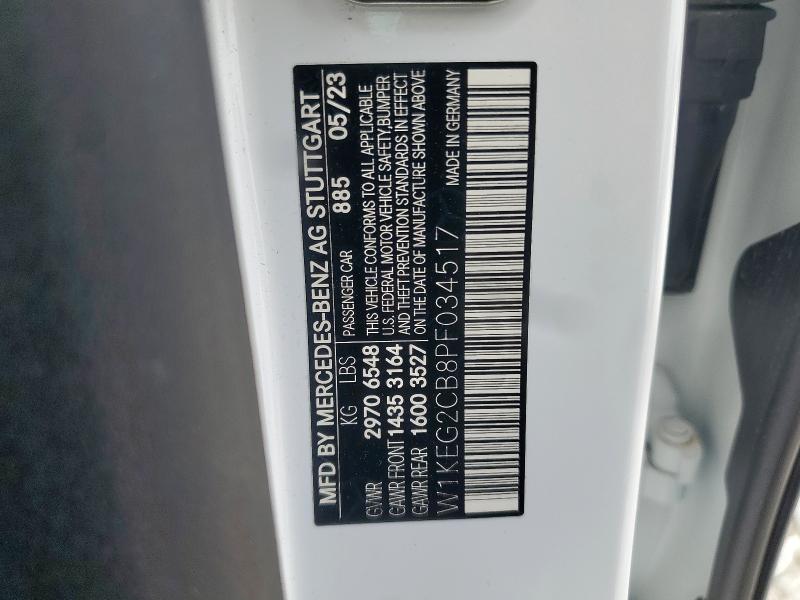 MFD BY MERCEDES-BENZ AG STUTTGART
KG LBS PASSENGER CAR 885 05/23
GVWR 2970 6548 THIS VEHICLE CONFORMS TO ALL APPLICABLE
U.S. FEDERAL MOTOR VEHICLE SAFETY, BUMPER
GAWR FRONT 1435 3164 AND THEFT PREVENTION STANDARDS IN EFFECT
GAWR REAR 1600 3527 ON THE DATE OF MANUFACTURE SHOWN ABOVE
W1KEG2CB8PF034517 MADE IN GERMANY